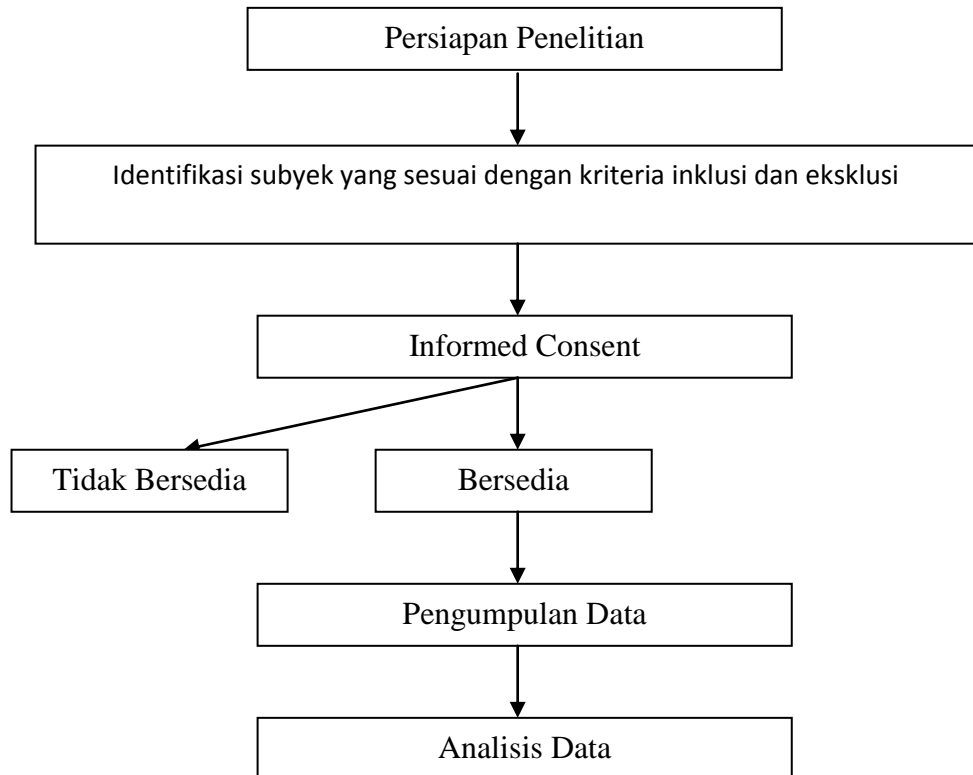 Persiapan Penelitian
Identifikasi subyek yang sesuai dengan kriteria inklusi dan eksklusi
Informed Consent
Tidak Bersedia
Bersedia
Pengumpulan Data
Analisis Data